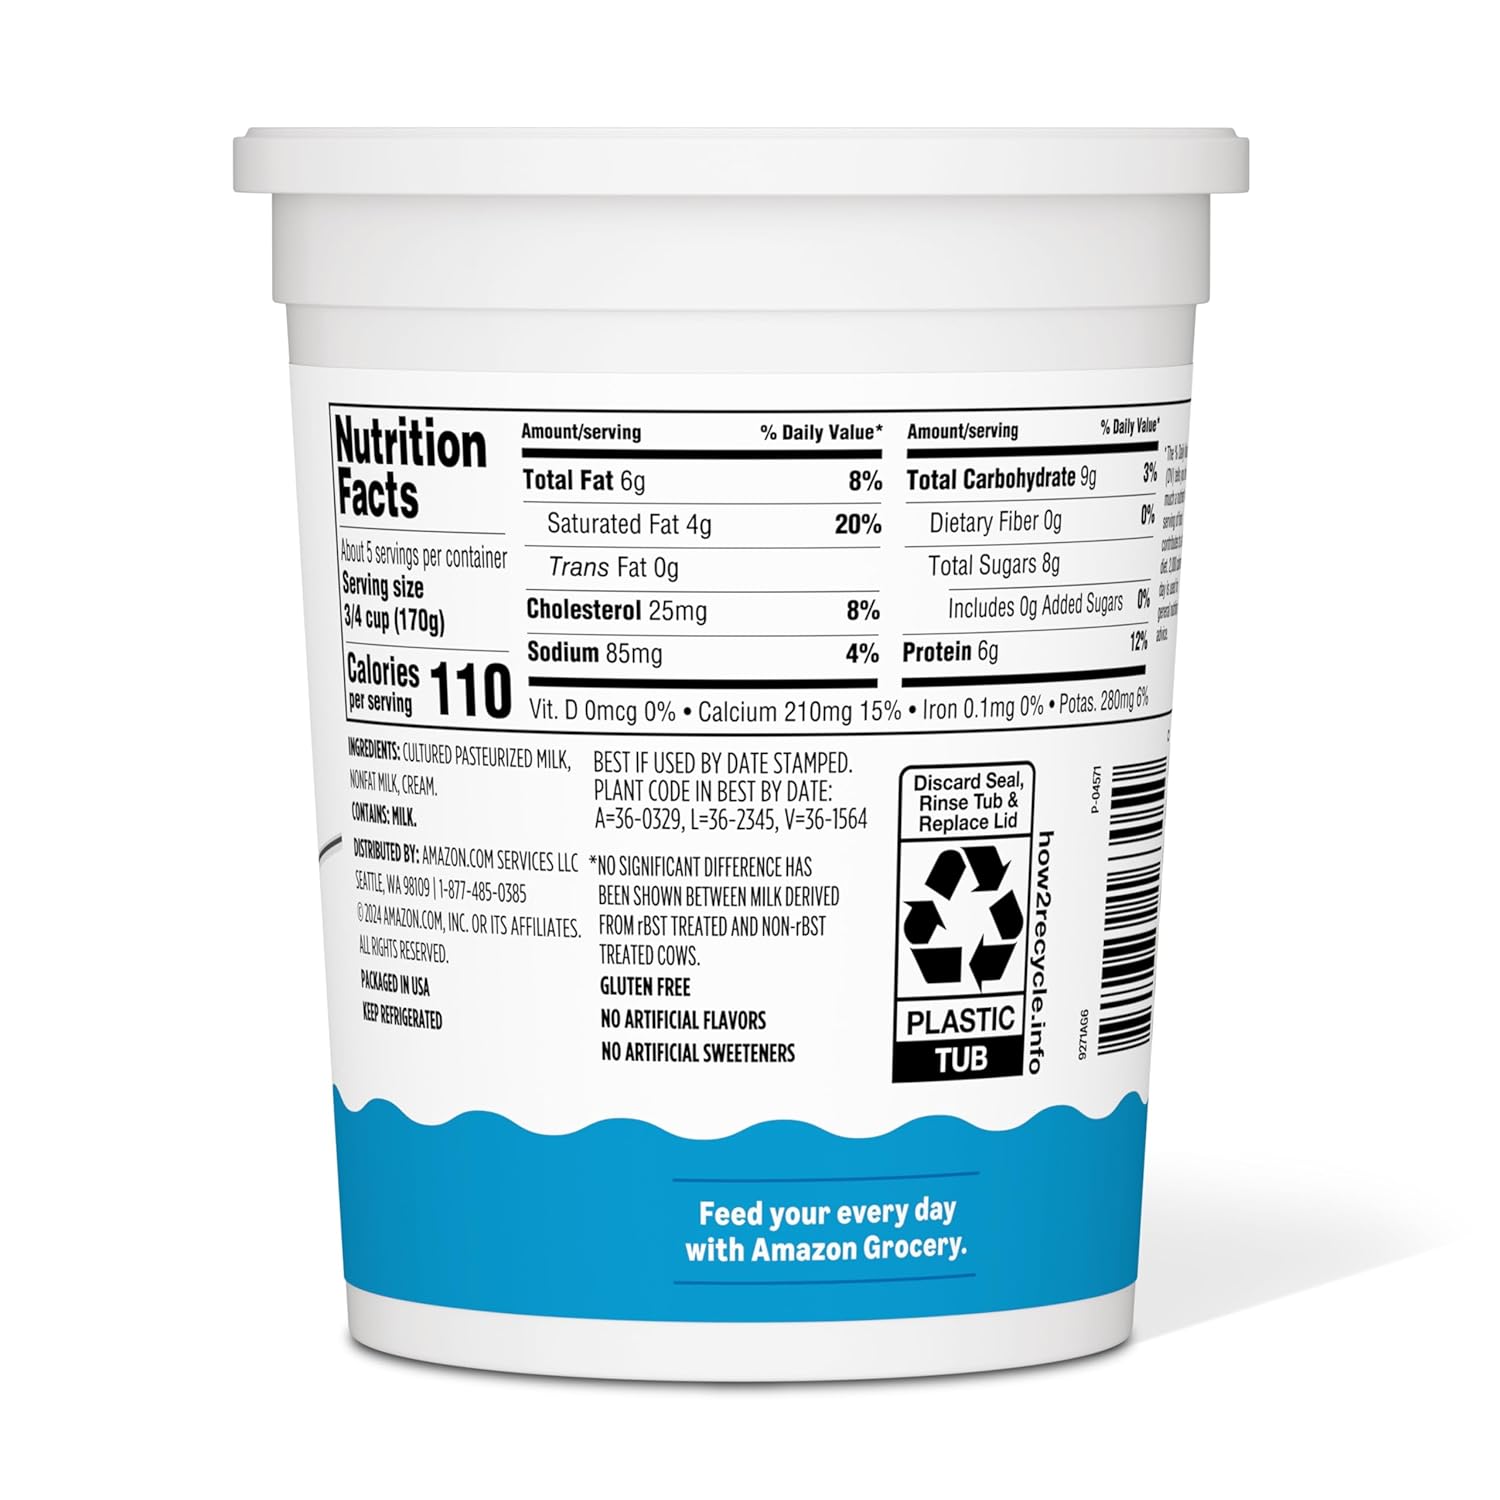 Nutrition
Facts
About 5 servings per container
Serving size
3/4 cup (170g)
Calories
per serving
110
Amount/serving % Daily Value*
Total Fat 6g 8%
Saturated Fat 4g 20%
Trans Fat 0g
Cholesterol 25mg 8%
Sodium 85mg 4%
Amount/serving % Daily Value*
Total Carbohydrate 9g 3%
Dietary Fiber 0g 0%
Total Sugars 8g
Includes 0g Added Sugars 0%
Protein 6g 12%
Vit. D 0mcg 0% • Calcium 210mg 15% • Iron 0.1mg 0% • Potas. 280mg 6%
*The % Daily
(DV)
serving of
day is used
advice.
INGREDIENTS: CULTURED PASTEURIZED MILK,
NONFAT MILK, CREAM.
CONTAINS: MILK.
DISTRIBUTED BY: AMAZON.COM SERVICES LLC
SEATTLE, WA 98109 | 1-877-485-0385
© 2024 AMAZON.COM, INC. OR ITS AFFILIATES.
ALL RIGHTS RESERVED.
PACKAGED IN USA
KEEP REFRIGERATED
BEST IF USED BY DATE STAMPED.
PLANT CODE IN BEST BY DATE:
A=36-0329, L=36-2345, V=36-1564
*NO SIGNIFICANT DIFFERENCE HAS
BEEN SHOWN BETWEEN MILK DERIVED
FROM rBST TREATED AND NON-rBST
TREATED COWS.
GLUTEN FREE
NO ARTIFICIAL FLAVORS
NO ARTIFICIAL SWEETENERS
Discard Seal,
Rinse Tub &
Replace Lid
PLASTIC
TUB
how2recycle.info
P-04571
9271AG6
Feed your every day
with Amazon Grocery.